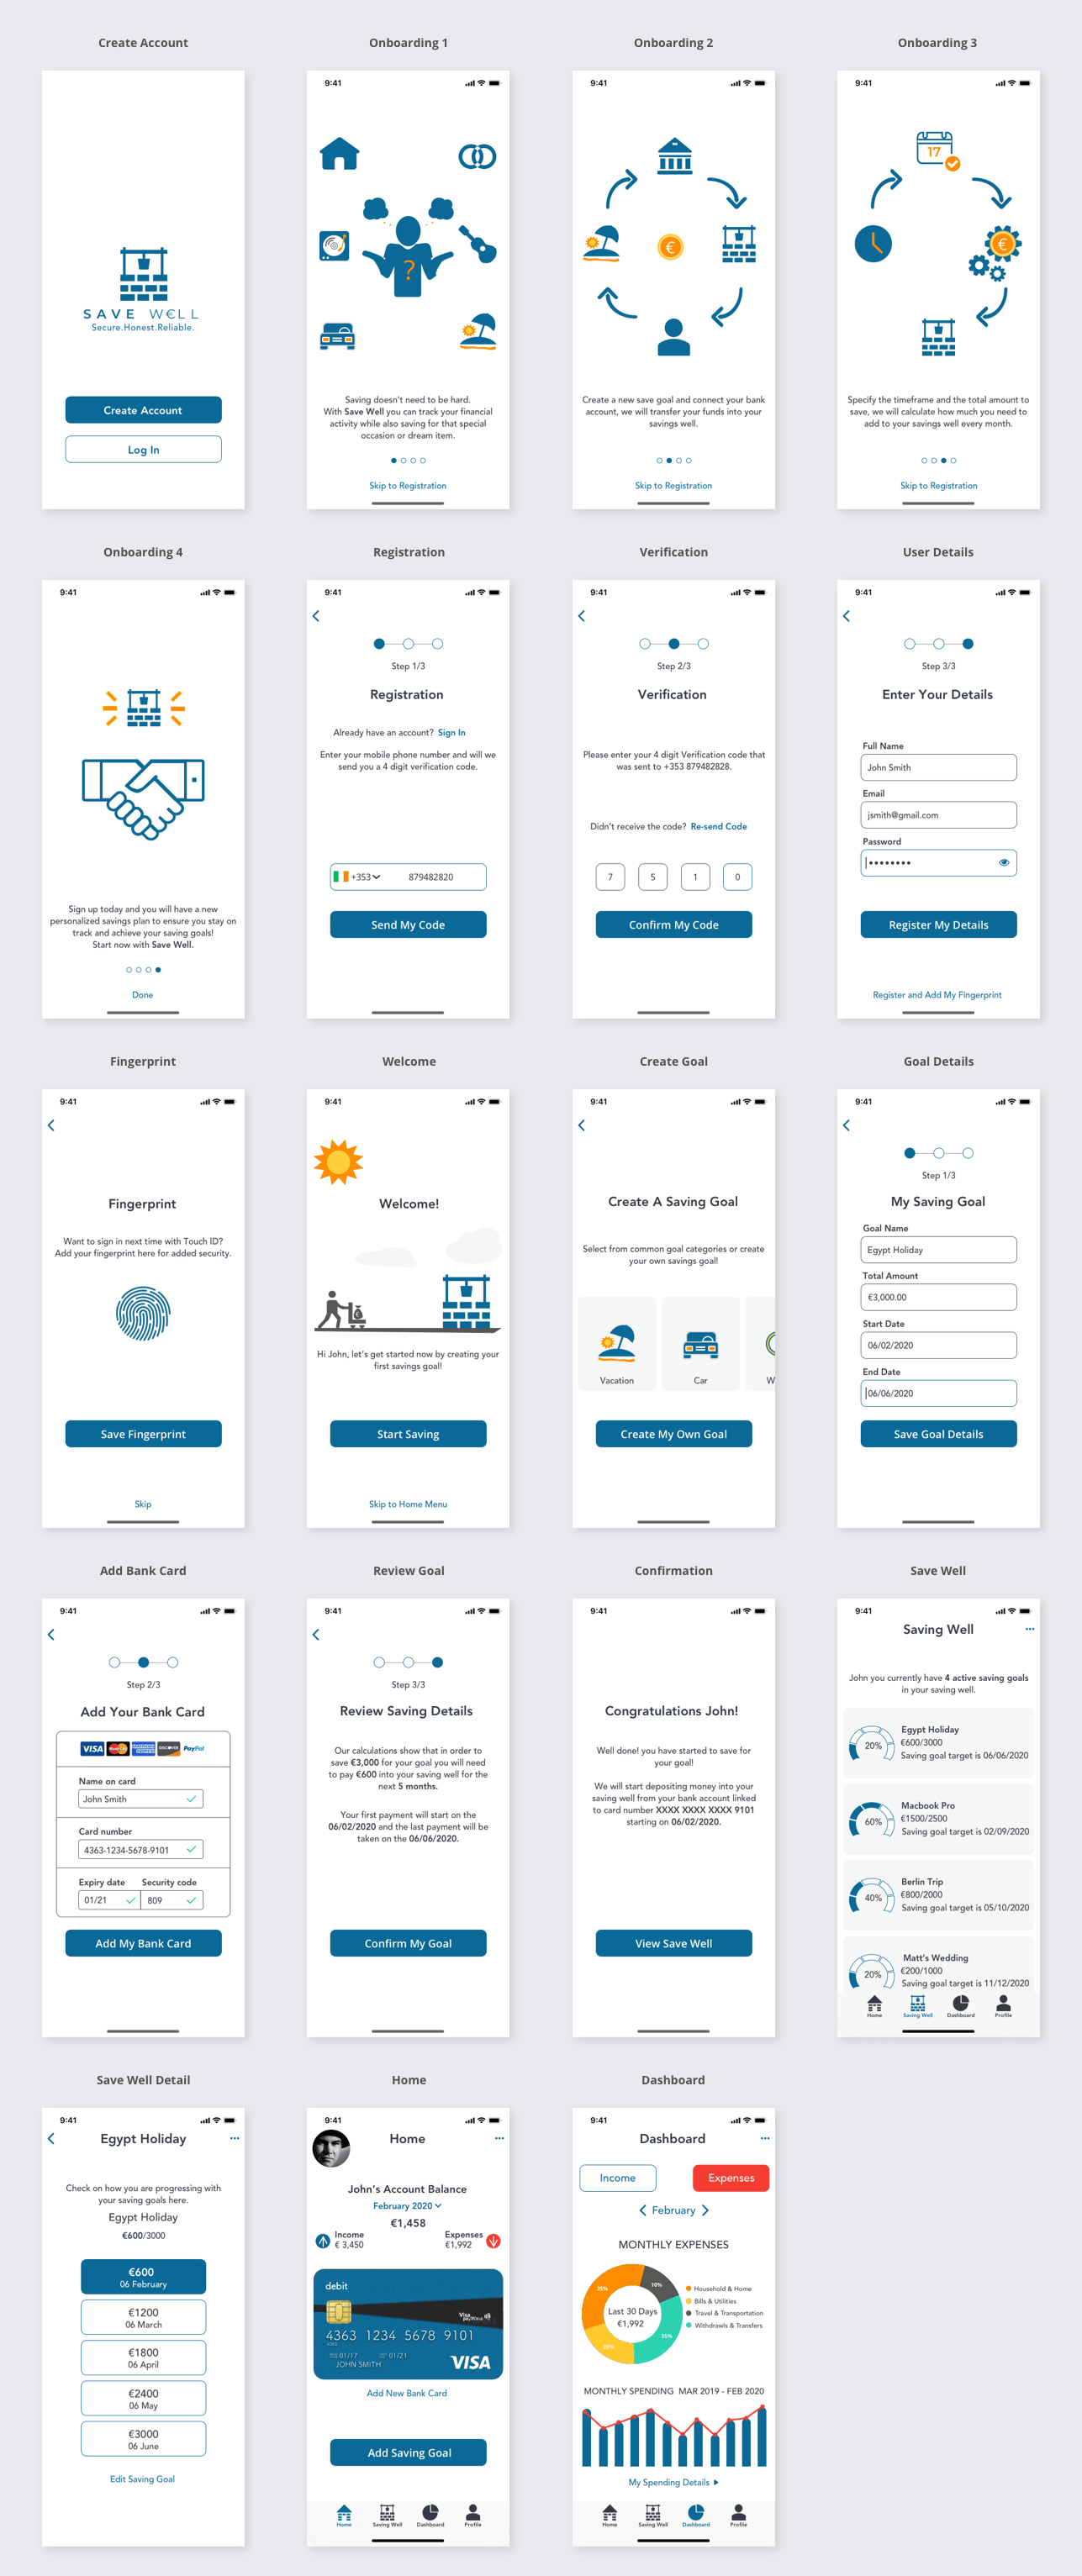 Create Account
Onboarding 1
Onboarding 2
Onboarding 3
SAVE W€LL
Secure.Honest.Reliable.
Create Account
Log In
9:41
?
Saving doesn't need to be hard.
With Save Well you can track your financial
activity while also saving for that special
occasion or dream item.
Skip to Registration
9:41
€
Create a new save goal and connect your bank
account, we will transfer your funds into your
savings well.
Skip to Registration
9:41
17
€
Specify the timeframe and the total amount to
save, we will calculate how much you need to
add to your savings well every month.
Skip to Registration
Onboarding 4
Registration
Verification
User Details
9:41
Sign up today and you will have a new
personalized savings plan to ensure you stay on
track and achieve your saving goals!
Start now with Save Well.
Done
9:41
Step 1/3
Registration
Already have an account? Sign In
Enter your mobile phone number and will we
send you a 4 digit verification code.
+353 879482820
Send My Code
9:41
Step 2/3
Verification
Please enter your 4 digit Verification code that
was sent to +353 879482828.
Didn't receive the code? Re-send Code
7 5 1 0
Confirm My Code
9:41
Step 3/3
Enter Your Details
Full Name
John Smith
Email
jsmith@gmail.com
Password
Register My Details
Register and Add My Fingerprint
Fingerprint
Welcome
Create Goal
Goal Details
9:41
Fingerprint
Want to sign in next time with Touch ID?
Add your fingerprint here for added security.
Save Fingerprint
Skip
9:41
Welcome!
Hi John, let's get started now by creating your
first savings goal!
Start Saving
Skip to Home Menu
9:41
Create A Saving Goal
Select from common goal categories or create
your own savings goal!
Vacation
Car
W
Create My Own Goal
9:41
Step 1/3
My Saving Goal
Goal Name
Egypt Holiday
Total Amount
€3,000.00
Start Date
06/02/2020
End Date
06/06/2020
Save Goal Details
Add Bank Card
Review Goal
Confirmation
Save Well
9:41
Step 2/3
Add Your Bank Card
VISA MasterCard AMERICAN EXPRESS DISCOVER PayPal
Name on card
John Smith
Card number
4363-1234-5678-9101
Expiry date Security code
01/21 809
Add My Bank Card
9:41
Step 3/3
Review Saving Details
Our calculations show that in order to
save €3,000 for your goal you will need
to pay €600 into your saving well for the
next 5 months.
Your first payment will start on the
06/02/2020 and the last payment will be
taken on the 06/06/2020.
Confirm My Goal
9:41
Congratulations John!
Well done! you have started to save for
your goal!
We will start depositing money into your
saving well from your bank account linked
to card number XXXX XXXX XXXX 9101
starting on 06/02/2020.
View Save Well
9:41
Saving Well
John you currently have 4 active saving goals
in your saving well.
20%
Egypt Holiday
€600/3000
Saving goal target is 06/06/2020
60%
Macbook Pro
€1500/2500
Saving goal target is 02/09/2020
40%
Berlin Trip
€800/2000
Saving goal target is 05/10/2020
20%
Matt's Wedding
€200/1000
Saving goal target is 11/12/2020
Home Saving Well Dashboard Profile
Save Well Detail
Home
Dashboard
9:41
Egypt Holiday
Check on how you are progressing with
your saving goals here.
Egypt Holiday
€600/3000
€600
06 February
€1200
06 March
€1800
06 April
€2400
06 May
€3000
06 June
Edit Saving Goal
9:41
Home
John's Account Balance
February 2020
€1,458
Income
€ 3,450
Expenses
€1,992
debit
Visa
4363 1234 5678 9101
4363
01/17 01/21
JOHN SMITH
VISA
Add New Bank Card
Add Saving Goal
Home Saving Well Dashboard Profile
9:41
Dashboard
Income
Expenses
February
MONTHLY EXPENSES
35%
10%
20%
35%
Last 30 Days
€1,992
Household & Home
Bills & Utilities
Travel & Transportation
Withdrawls & Transfers
MONTHLY SPENDING MAR 2019 - FEB 2020
My Spending Details
Home Saving Well Dashboard Profile